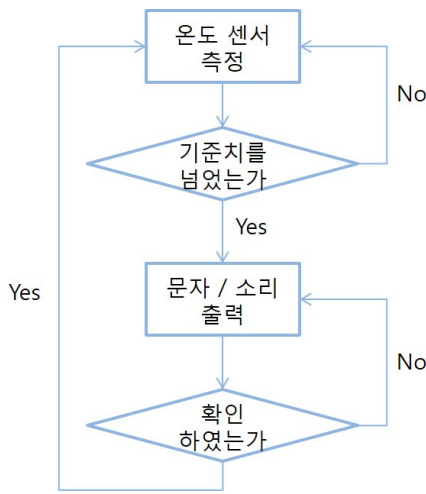 온도 센서
측정
No
기준치를
넘었는가
Yes
Yes
문자 / 소리
출력
No
확인
하였는가